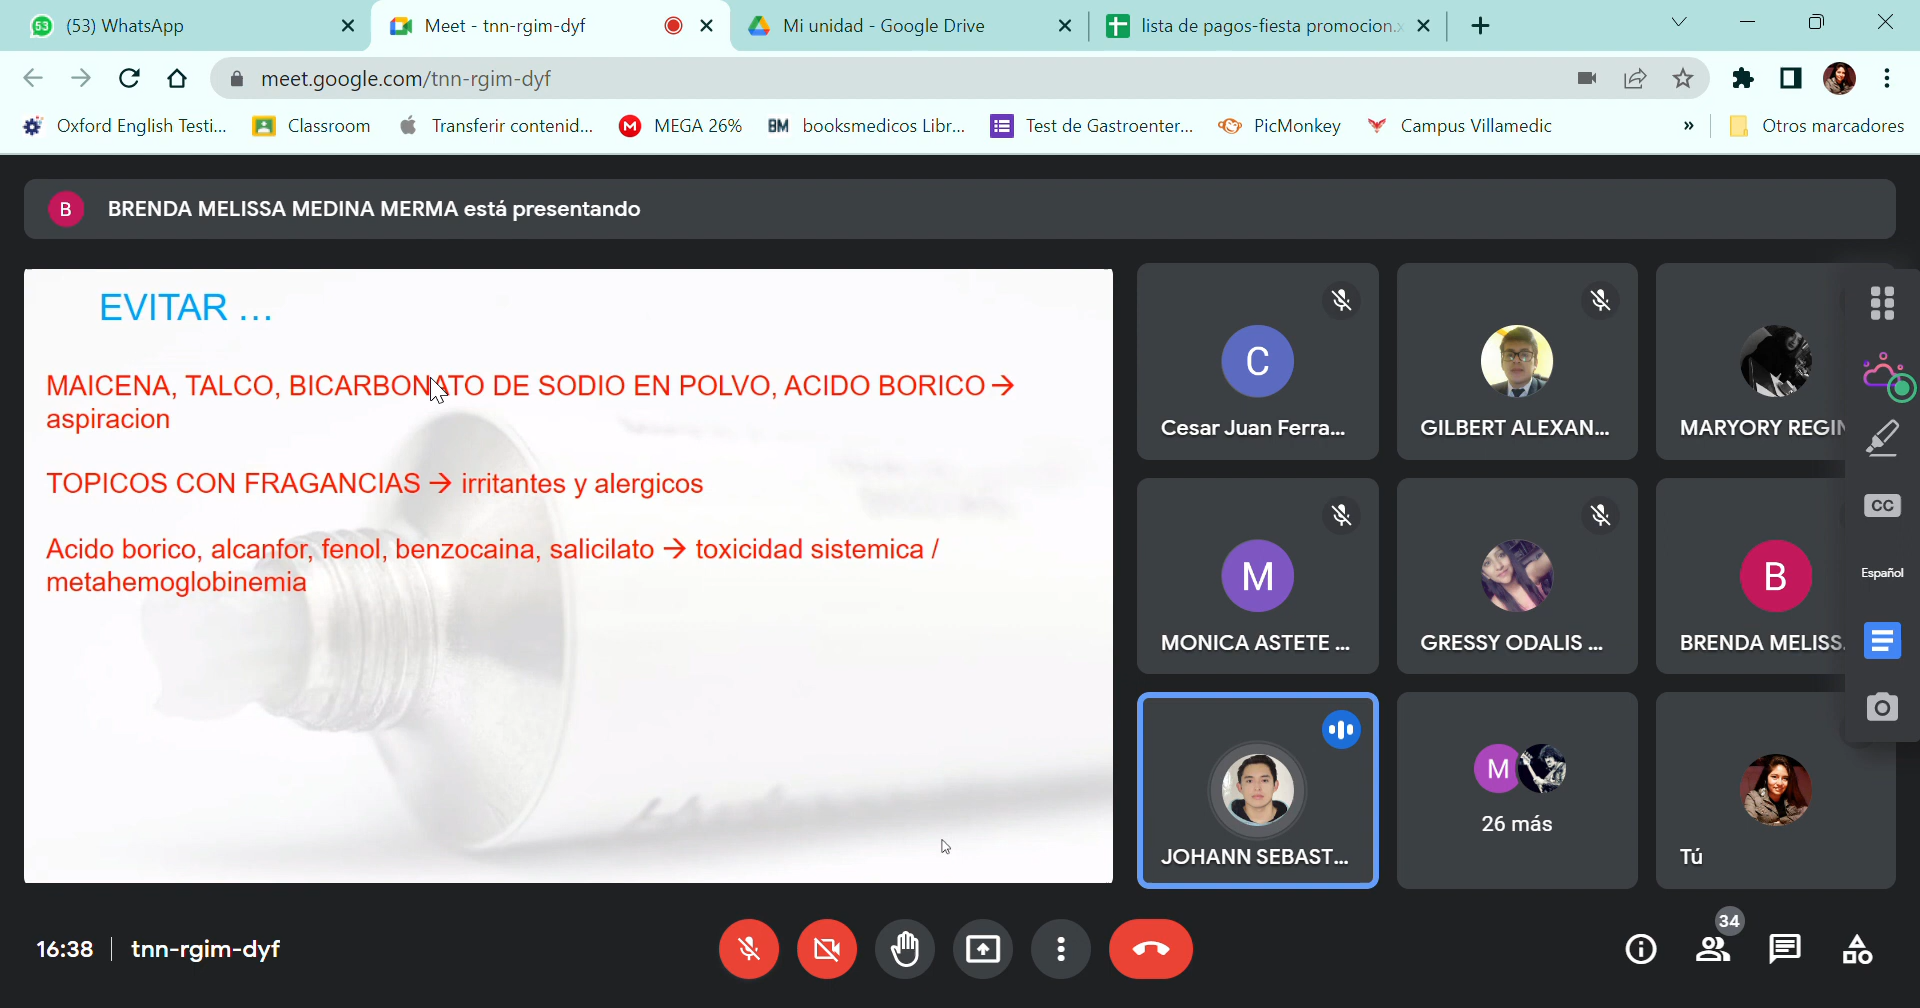 (53) WhatsApp
Meet - tnn-rgim-dyf
Mi unidad - Google Drive
lista de pagos-fiesta promocion.x
meet.google.com/tnn-rgim-dyf
Oxford English Testi...
Classroom
Transferir contenid...
MEGA 26%
BM booksmedicos Libr...
Test de Gastroenter...
PicMonkey
Campus Villamedic
»
Otros marcadores
B
BRENDA MELISSA MEDINA MERMA está presentando
EVITAR ...
MAICENA, TALCO, BICARBONATO DE SODIO EN POLVO, ACIDO BORICO →
aspiracion
TOPICOS CON FRAGANCIAS → irritantes y alergicos
Acido borico, alcanfor, fenol, benzocaina, salicilato → toxicidad sistemica /
metahemoglobinemia
C
Cesar Juan Ferra...
GILBERT ALEXAN...
MARYORY REGIN
M
MONICA ASTETE ...
GRESSY ODALIS ...
B
BRENDA MELISS.
JOHANN SEBAST...
M
26 más
Tú
CC
Español
16:38
tnn-rgim-dyf
34